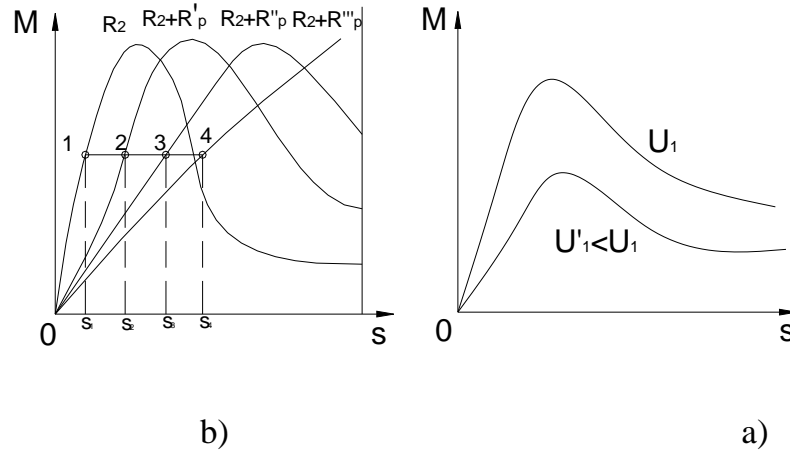 M R₂ R₂+R'ₚ R₂+R''ₚ R₂+R'''ₚ
1 2 3 4
0 S₁ S₂ S₃ S₄ S
b)
M
U₁
U'₁<U₁
0 S
a)